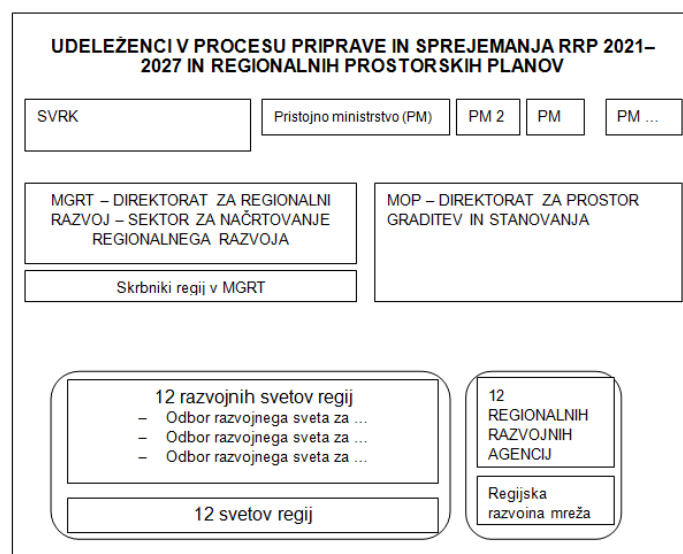 UDELEŽENCI V PROCESU PRIPRAVE IN SPREJEMANJA RRP 2021–
2027 IN REGIONALNIH PROSTORSKIH PLANOV
SVRK
Pristojno ministrstvo (PM)
PM 2
PM
PM ...
MGRT – DIREKTORAT ZA REGIONALNI
RAZVOJ – SEKTOR ZA NAČRTOVANJE
REGIONALNEGA RAZVOJA
MOP – DIREKTORAT ZA PROSTOR
GRADITEV IN STANOVANJA
Skrbniki regij v MGRT
12 razvojnih svetov regij
– Odbor razvojnega sveta za ...
– Odbor razvojnega sveta za ...
– Odbor razvojnega sveta za ...
12 svetov regij
12
REGIONALNIH
RAZVOJNIH
AGENCIJ
Regijska
razvojna mreža